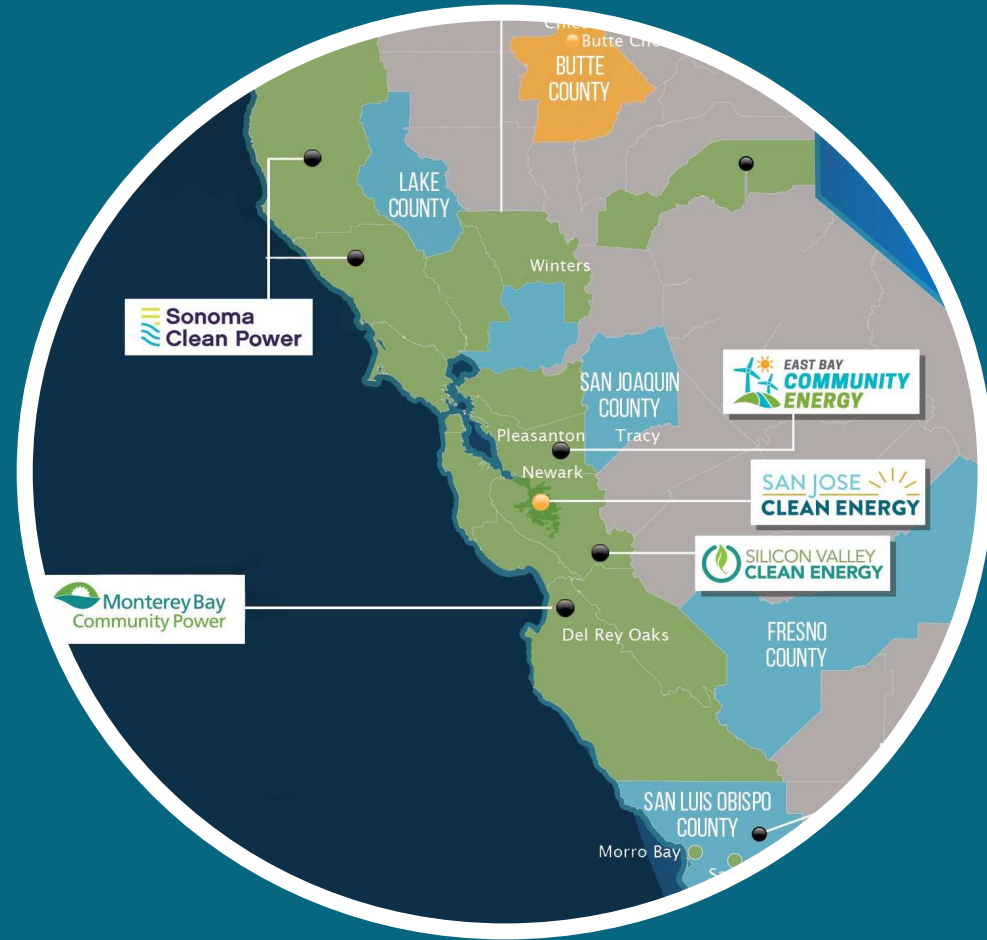 Butte
BUTTE
COUNTY
LAKE
COUNTY
Winters
Sonoma
Clean Power
SAN JOAQUIN
COUNTY
EAST BAY
COMMUNITY
ENERGY
Pleasanton
Tracy
Newark
SAN JOSE
CLEAN ENERGY
SILICON VALLEY
CLEAN ENERGY
MontereyBay
Community Power
Del Rey Oaks
FRESNO
COUNTY
SAN LUIS OBISPO
COUNTY
Morro Bay